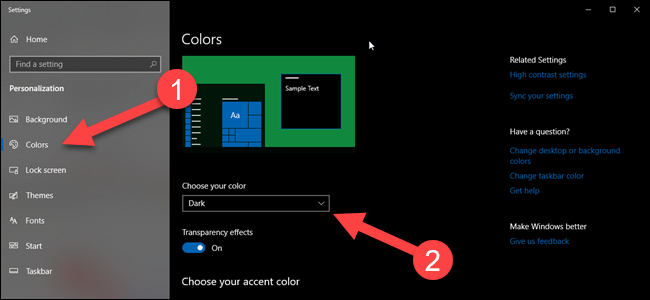 Settings
Home
Find a setting
Personalization
Background
Colors
Lock screen
Themes
Fonts
Start
Taskbar
1
Colors
Aa
Sample Text
Choose your color
Dark
Transparency effects
On
2
Choose your accent color
Related Settings
High contrast settings
Sync your settings
Have a question?
Change desktop or background
colors
Change taskbar color
Get help
Make Windows better
Give us feedback